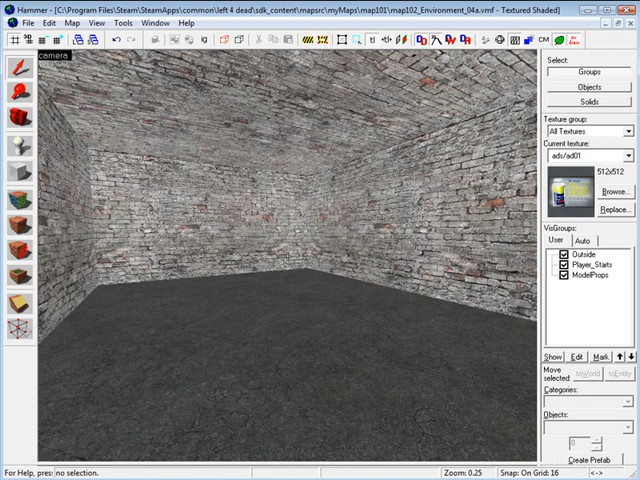 Hammer - [C:\Program Files\Steam\SteamApps\common\left 4 dead\sdk_content\mapsrc\myMaps\map101\map102_Environment_04a.vmf - Textured Shaded]
File Edit Map View Tools Instancing Window Help
camera
Select:
Groups
Objects
Solids
Texture group:
All Textures
Current texture:
ads/ad01
512x512
Browse...
Replace...
VisGroups:
User Auto
Outside
Player_Starts
ModelProps
Show Edit Mark
Move selected: toWorld toEntity
Categories:
Objects:
0
Create Prefab
For Help, pres no selection. Zoom: 0.25 Snap: On Grid: 16 <->